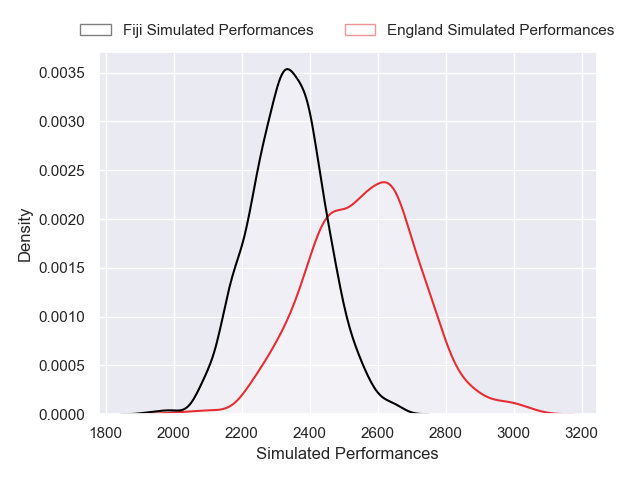 Fiji Simulated Performances England Simulated Performances
0.0035
0.0030
0.0025
0.0020
0.0015
0.0010
0.0005
0.0000
Density
1800 2000 2200 2400 2600 2800 3000 3200
Simulated Performances